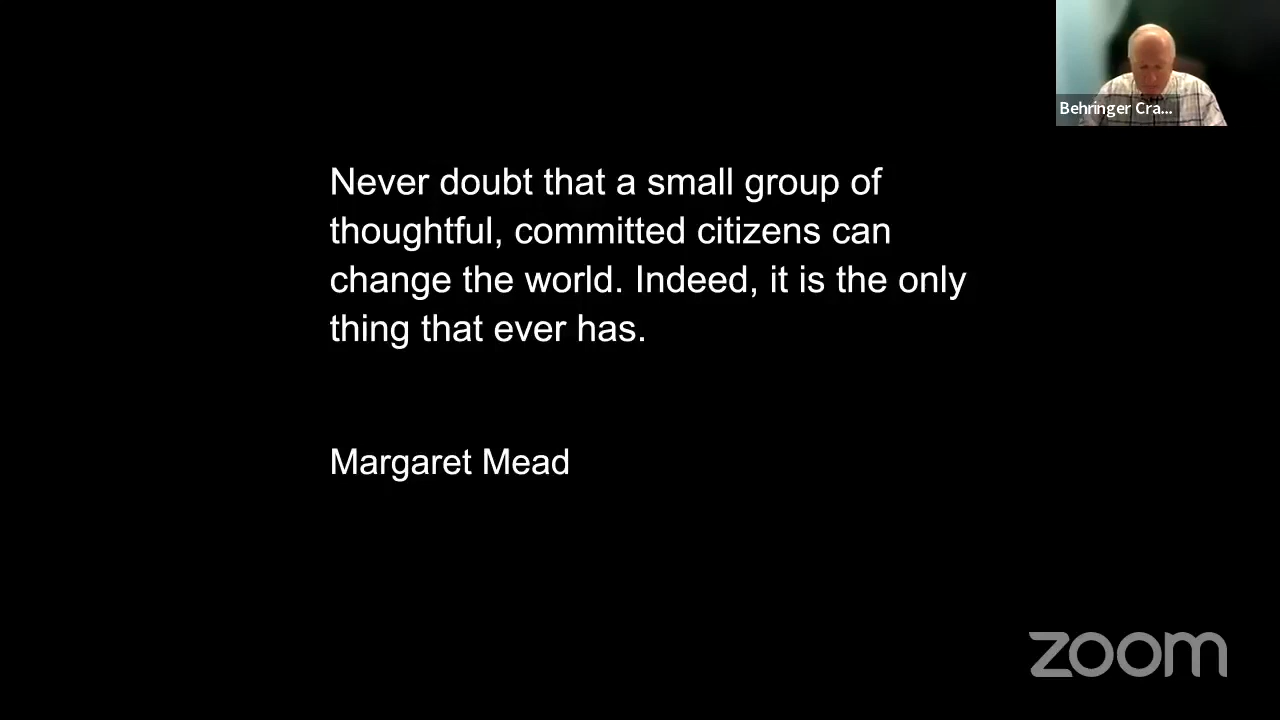 Behringer Cra...
Never doubt that a small group of
thoughtful, committed citizens can
change the world. Indeed, it is the only
thing that ever has.
Margaret Mead
zoom